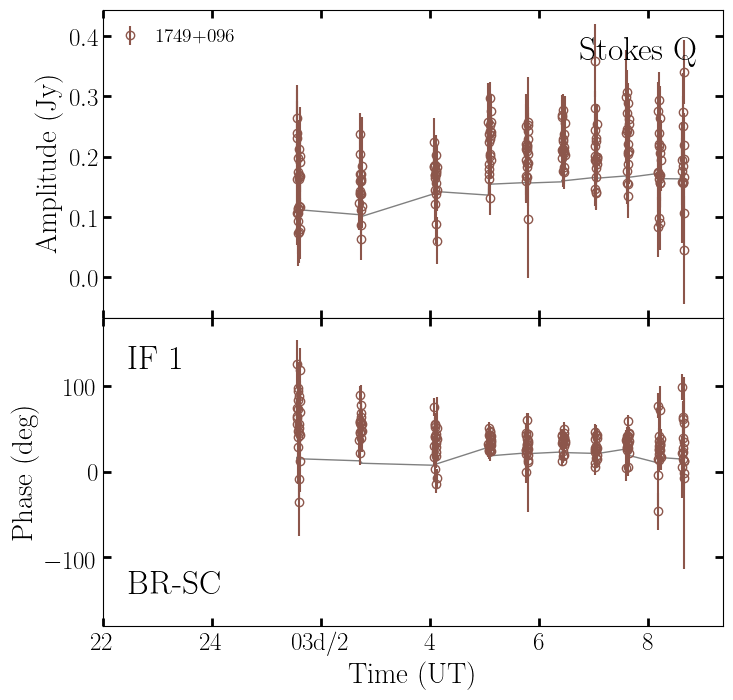 1749+096
Stokes Q
0.4
0.3
0.2
0.1
0.0
Amplitude (Jy)
IF 1
100
0
−100
Phase (deg)
BR-SC
22 24 03d/2 4 6 8
Time (UT)